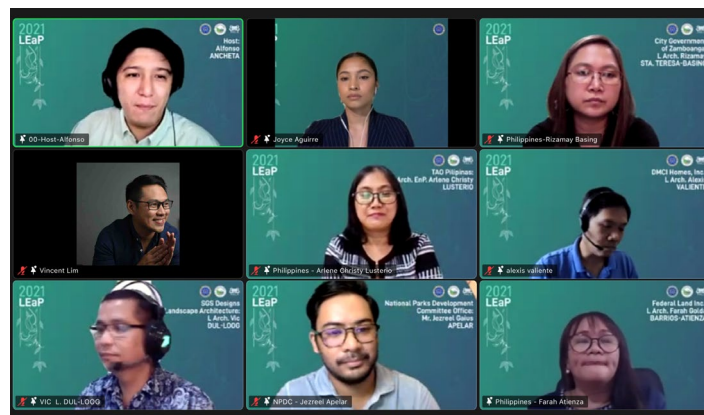 2021
LEaP
Host:
Alfonso
ANCHETA
00-Host-Alfonso
Joyce Aguirre
2021
LEaP
City Government
of Zamboanga
L Arch. Rizamay
STA. TERESA-BASING
Philippines-Rizamay Basing
Vincent Lim
2021
LEaP
TAO Pilipinas:
Arch. EnP. Arlene Christy
LUSTERIO
Philippines - Arlene Christy Lusterio
2021
LEaP
DMCI Homes, Inc
L Arch. Alexis
VALIENTE
alexis valiente
2021
LEaP
SGS Designs
Landscape Architecture:
L Arch. Vic
DUL-LOOG
VIC L. DUL-LOOG
2021
LEaP
National Parks Development
Committee Office:
Mr. Jezreel Gaius
APELAR
NPDC - Jezreel Apelar
2021
LEaP
Federal Land Inc
L Arch. Farah Golda
BARRIOS-ATIENZA
Philippines - Farah Atienza